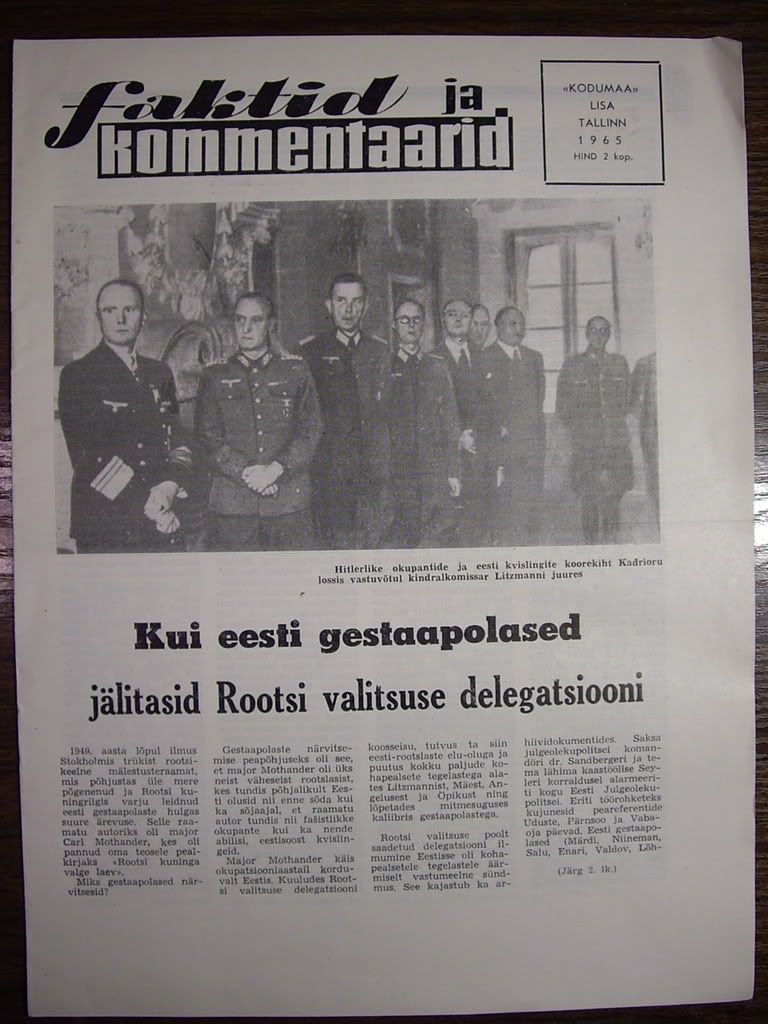 faktid ja
kommentaarid
«KODUMAA»
LISA
TALLINN
1965
HIND 2 kop.
Hitlerlike okupantide ja eesti kvislingite koorekiht Kadrioru
lossis vastuvõtul kindralkomissar Litzmanni juures
Kui eesti gestaapolased
jälitasid Rootsi valitsuse delegatsiooni
1949. aasta lõpul ilmus
Stokholmis trükist rootsi-
keelne mälestusteraamat,
mis põhjustas üle mere
põgenenud ja Rootsi ku-
ningriigis varju leidnud
eesti gestaapolaste hulgas
suure ärevuse. Selle raa-
matu autoriks oli major
Carl Mothander, kes oli
pannud oma teosele peal-
kirjaks «Rootsi kuninga
valge laev».
Miks gestaapolased när-
vitsesid?
Gestaapolaste närvitse-
mise peapõhjuseks oli see,
et major Mothander oli üks
neist väheseist rootslasist,
kes tundis põhjalikult Ees-
ti olusid nii enne sõda kui
ka sõjaajal, et raamatu
autor tundis nii fašistlikke
okupante kui ka nende
abilisi, eestisoost kvislin-
geid.
Major Mothander käis
okupatsiooniaastail kordu-
valt Eestis. Kuuludes Root-
si valitsuse delegatsiooni
koosseisu, tutvus ta siin
eesti-rootslaste elu-oluga ja
puutus kokku paljude ko-
hapealsete tegelastega ala-
tes Litzmannist, Mäest, An-
gelusest ja Öpikust ning
lõpetades mitmesuguses
kaliibris gestaapolastega.
Rootsi valitsuse poolt
saadetud delegatsiooni il-
mumine Eestisse oli koha-
pealsetele tegelastele äär-
miselt vastumeelne sünd-
mus. See kajastub ka ar-
hiividokumentides. Saksa
julgeolekupolitsei koman-
döri dr. Sandbergeri ja te-
ma lähima kaastöölise Sey-
leri korraldusel alarmeeri-
ti kogu Eesti Julgeoleku-
politsei. Eriti töörohketeks
kujunesid peareferentide
Uduste, Pärnsoo ja Vaba-
oja päevad. Eesti gestaapo-
lased (Märdi, Niineman,
Salu, Enari, Valdov, Lõh-
(Järg 2. lk.)